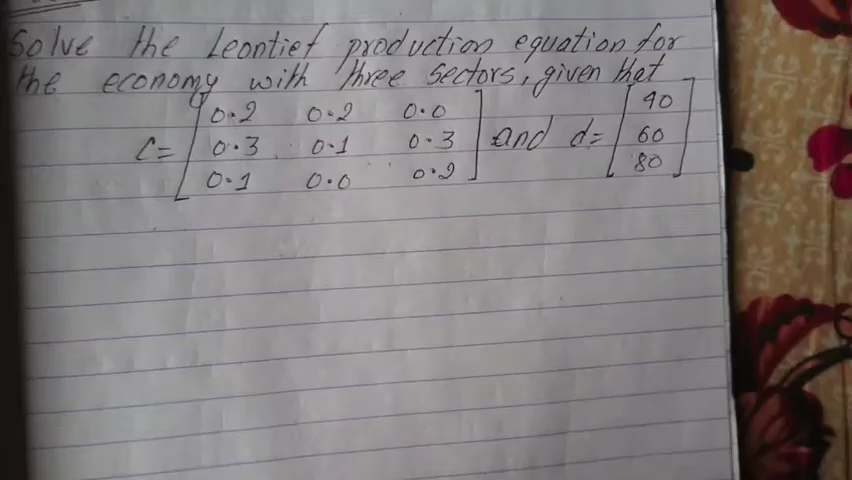 Solve the Leontief production equation for
the economy with three sectors, given that
C= [ 0.2 0.2 0.0
0.3 0.1 0.3 ] and d= [ 40
60
80 ]
0.1 0.0 0.2